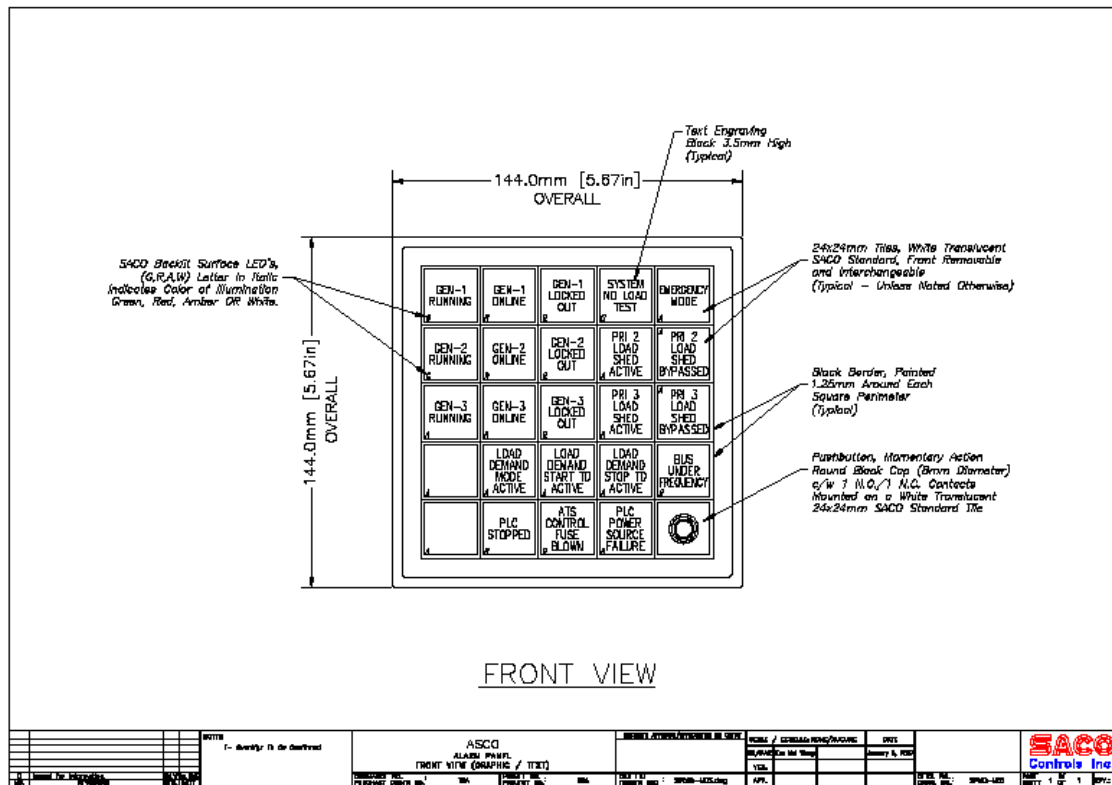 Text Engraving
Black 3.5mm High
(Typical)
144.0mm [5.67in]
OVERALL
SACO Backlit Surface LED's,
(G,R,A,W) Letter in Italic
Indicates Color of Illumination
Green, Red, Amber OR White.
24x24mm Tiles, White Translucent
SACO Standard, Front Removable
and Interchangeable
(Typical - Unless Noted Otherwise)
144.0mm [5.67in]
OVERALL
GEN-1
RUNNING
GEN-1
ONLINE
GEN-1
LOCKED
OUT
SYSTEM
NO LOAD
TEST
EMERGENCY
MODE
GEN-2
RUNNING
GEN-2
ONLINE
GEN-2
LOCKED
OUT
PRI 2
LOAD
SHED
ACTIVE
PRI 2
LOAD
SHED
BYPASSED
Black Border, Painted
1.25mm Around Each
Square Perimeter
(Typical)
GEN-3
RUNNING
GEN-3
ONLINE
GEN-3
LOCKED
OUT
PRI 3
LOAD
SHED
ACTIVE
PRI 3
LOAD
SHED
BYPASSED
LOAD
DEMAND
MODE
ACTIVE
LOAD
DEMAND
START TD
ACTIVE
LOAD
DEMAND
STOP TD
ACTIVE
BUS
UNDER
FREQUENCY
Pushbutton, Momentary Action
Round Black Cap (8mm Diameter)
c/w 1 N.O./1 N.C. Contacts
Mounted on a White Translucent
24x24mm SACO Standard Tile
PLC
STOPPED
ATS
CONTROL
FUSE
BLOWN
PLC
POWER
SOURCE
FAILURE
FRONT VIEW
ASCO
ALARM PANEL
FRONT VIEW (GRAPHIC / TEXT)
SACO
Controls Inc